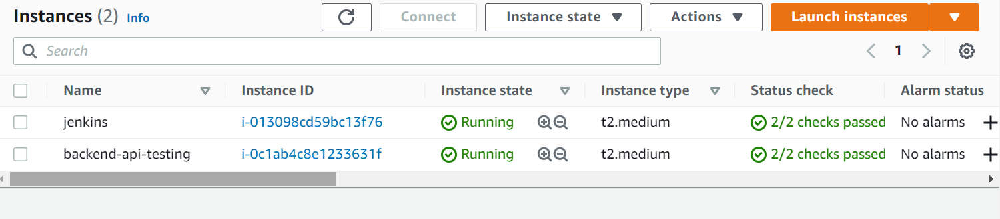 Instances (2) Info Connect Instance state Actions Launch instances
Search 1
Name Instance ID Instance state Instance type Status check Alarm status
jenkins i-013098cd59bc13f76 Running t2.medium 2/2 checks passed No alarms
backend-api-testing i-0c1ab4c8e1233631f Running t2.medium 2/2 checks passed No alarms